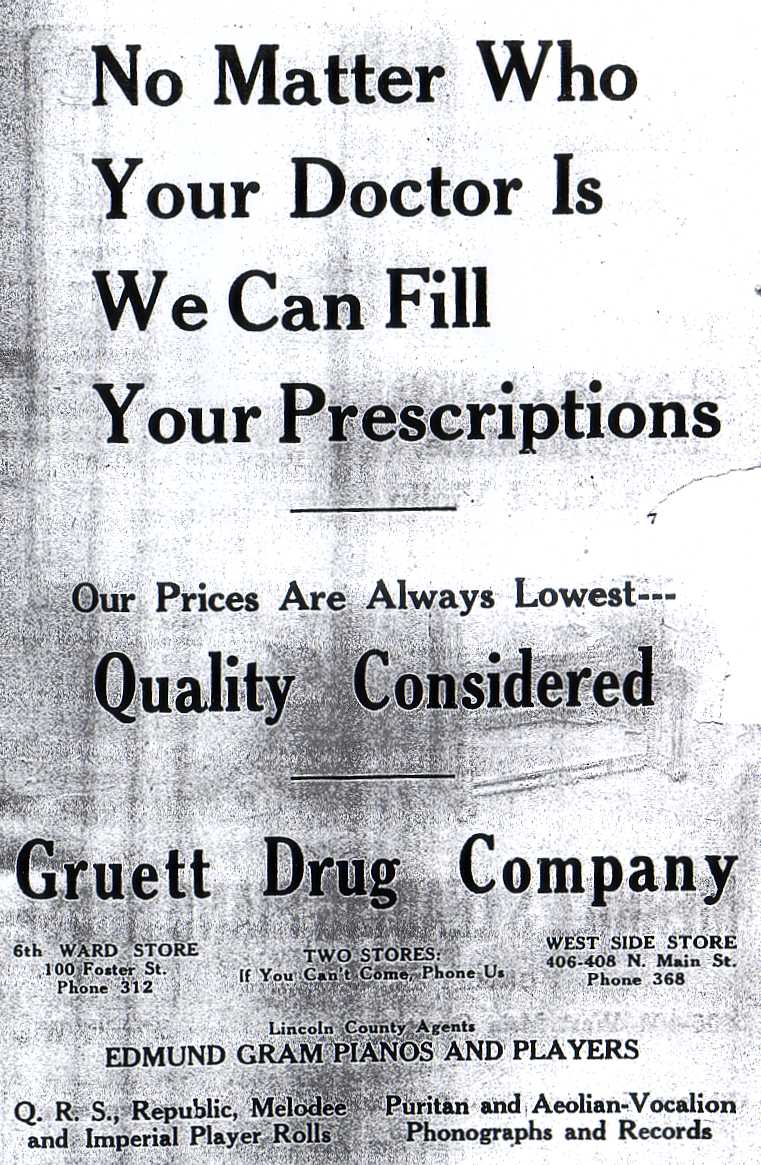 No Matter Who
Your Doctor Is
We Can Fill
Your Prescriptions
Our Prices Are Always Lowest---
Quality Considered
Gruett Drug Company
6th WARD STORE
100 Foster St.
Phone 312
TWO STORES:
If You Can't Come, Phone Us
WEST SIDE STORE
406-408 N. Main St.
Phone 368
Lincoln County Agents
EDMUND GRAM PIANOS AND PLAYERS
Q. R. S., Republic, Melodee
and Imperial Player Rolls
Puritan and Aeolian-Vocalion
Phonographs and Records